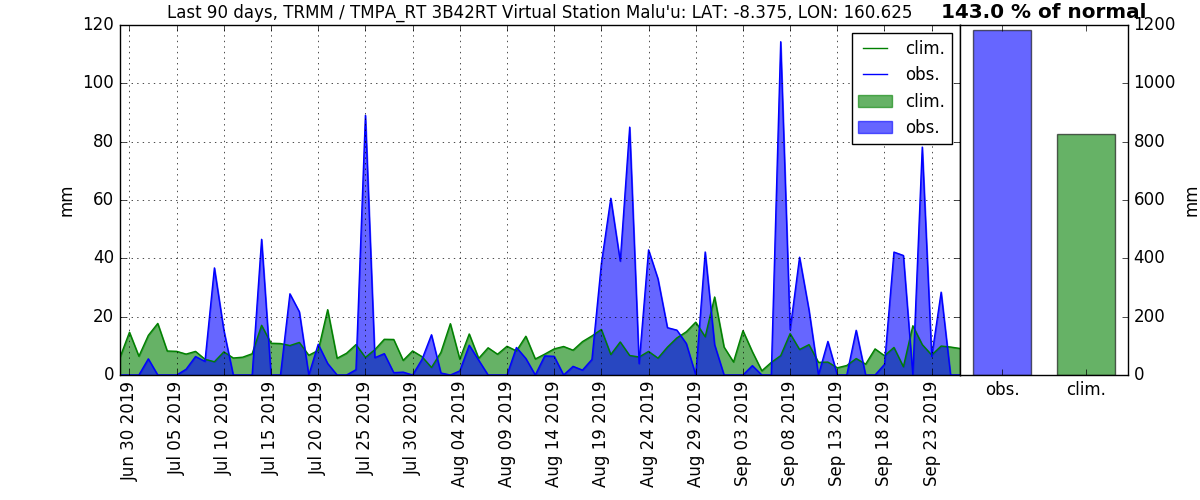 Last 90 days, TRMM / TMPA_RT 3B42RT Virtual Station Malu'u: LAT: -8.375, LON: 160.625
143.0 % of normal
120
100
80
60
40
20
0
mm
clim.
obs.
clim.
obs.
1200
1000
800
600
400
200
0
mm
Jun 30 2019
Jul 05 2019
Jul 10 2019
Jul 15 2019
Jul 20 2019
Jul 25 2019
Jul 30 2019
Aug 04 2019
Aug 09 2019
Aug 14 2019
Aug 19 2019
Aug 24 2019
Aug 29 2019
Sep 03 2019
Sep 08 2019
Sep 13 2019
Sep 18 2019
Sep 23 2019
obs.
clim.